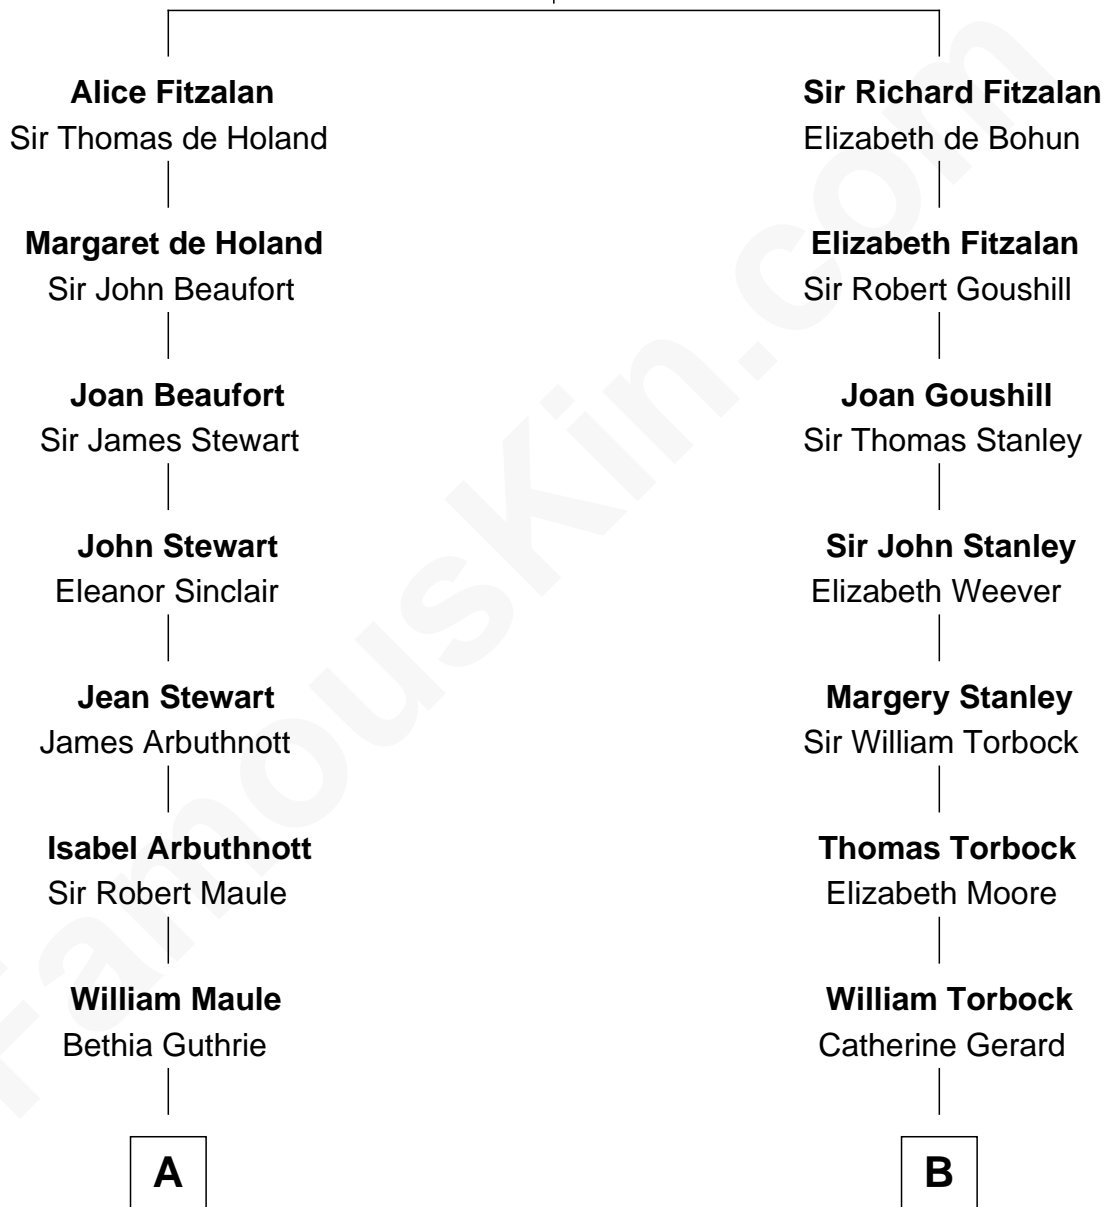 Alice Fitzalan
Sir Thomas de Holand
Margaret de Holand
Sir John Beaufort
Joan Beaufort
Sir James Stewart
John Stewart
Eleanor Sinclair
Jean Stewart
James Arbuthnott
Isabel Arbuthnott
Sir Robert Maule
William Maule
Bethia Guthrie
A
Sir Richard Fitzalan
Elizabeth de Bohun
Elizabeth Fitzalan
Sir Robert Goushill
Joan Goushill
Sir Thomas Stanley
Sir John Stanley
Elizabeth Weever
Margery Stanley
Sir William Torbock
Thomas Torbock
Elizabeth Moore
William Torbock
Catherine Gerard
B
FamousKin.com